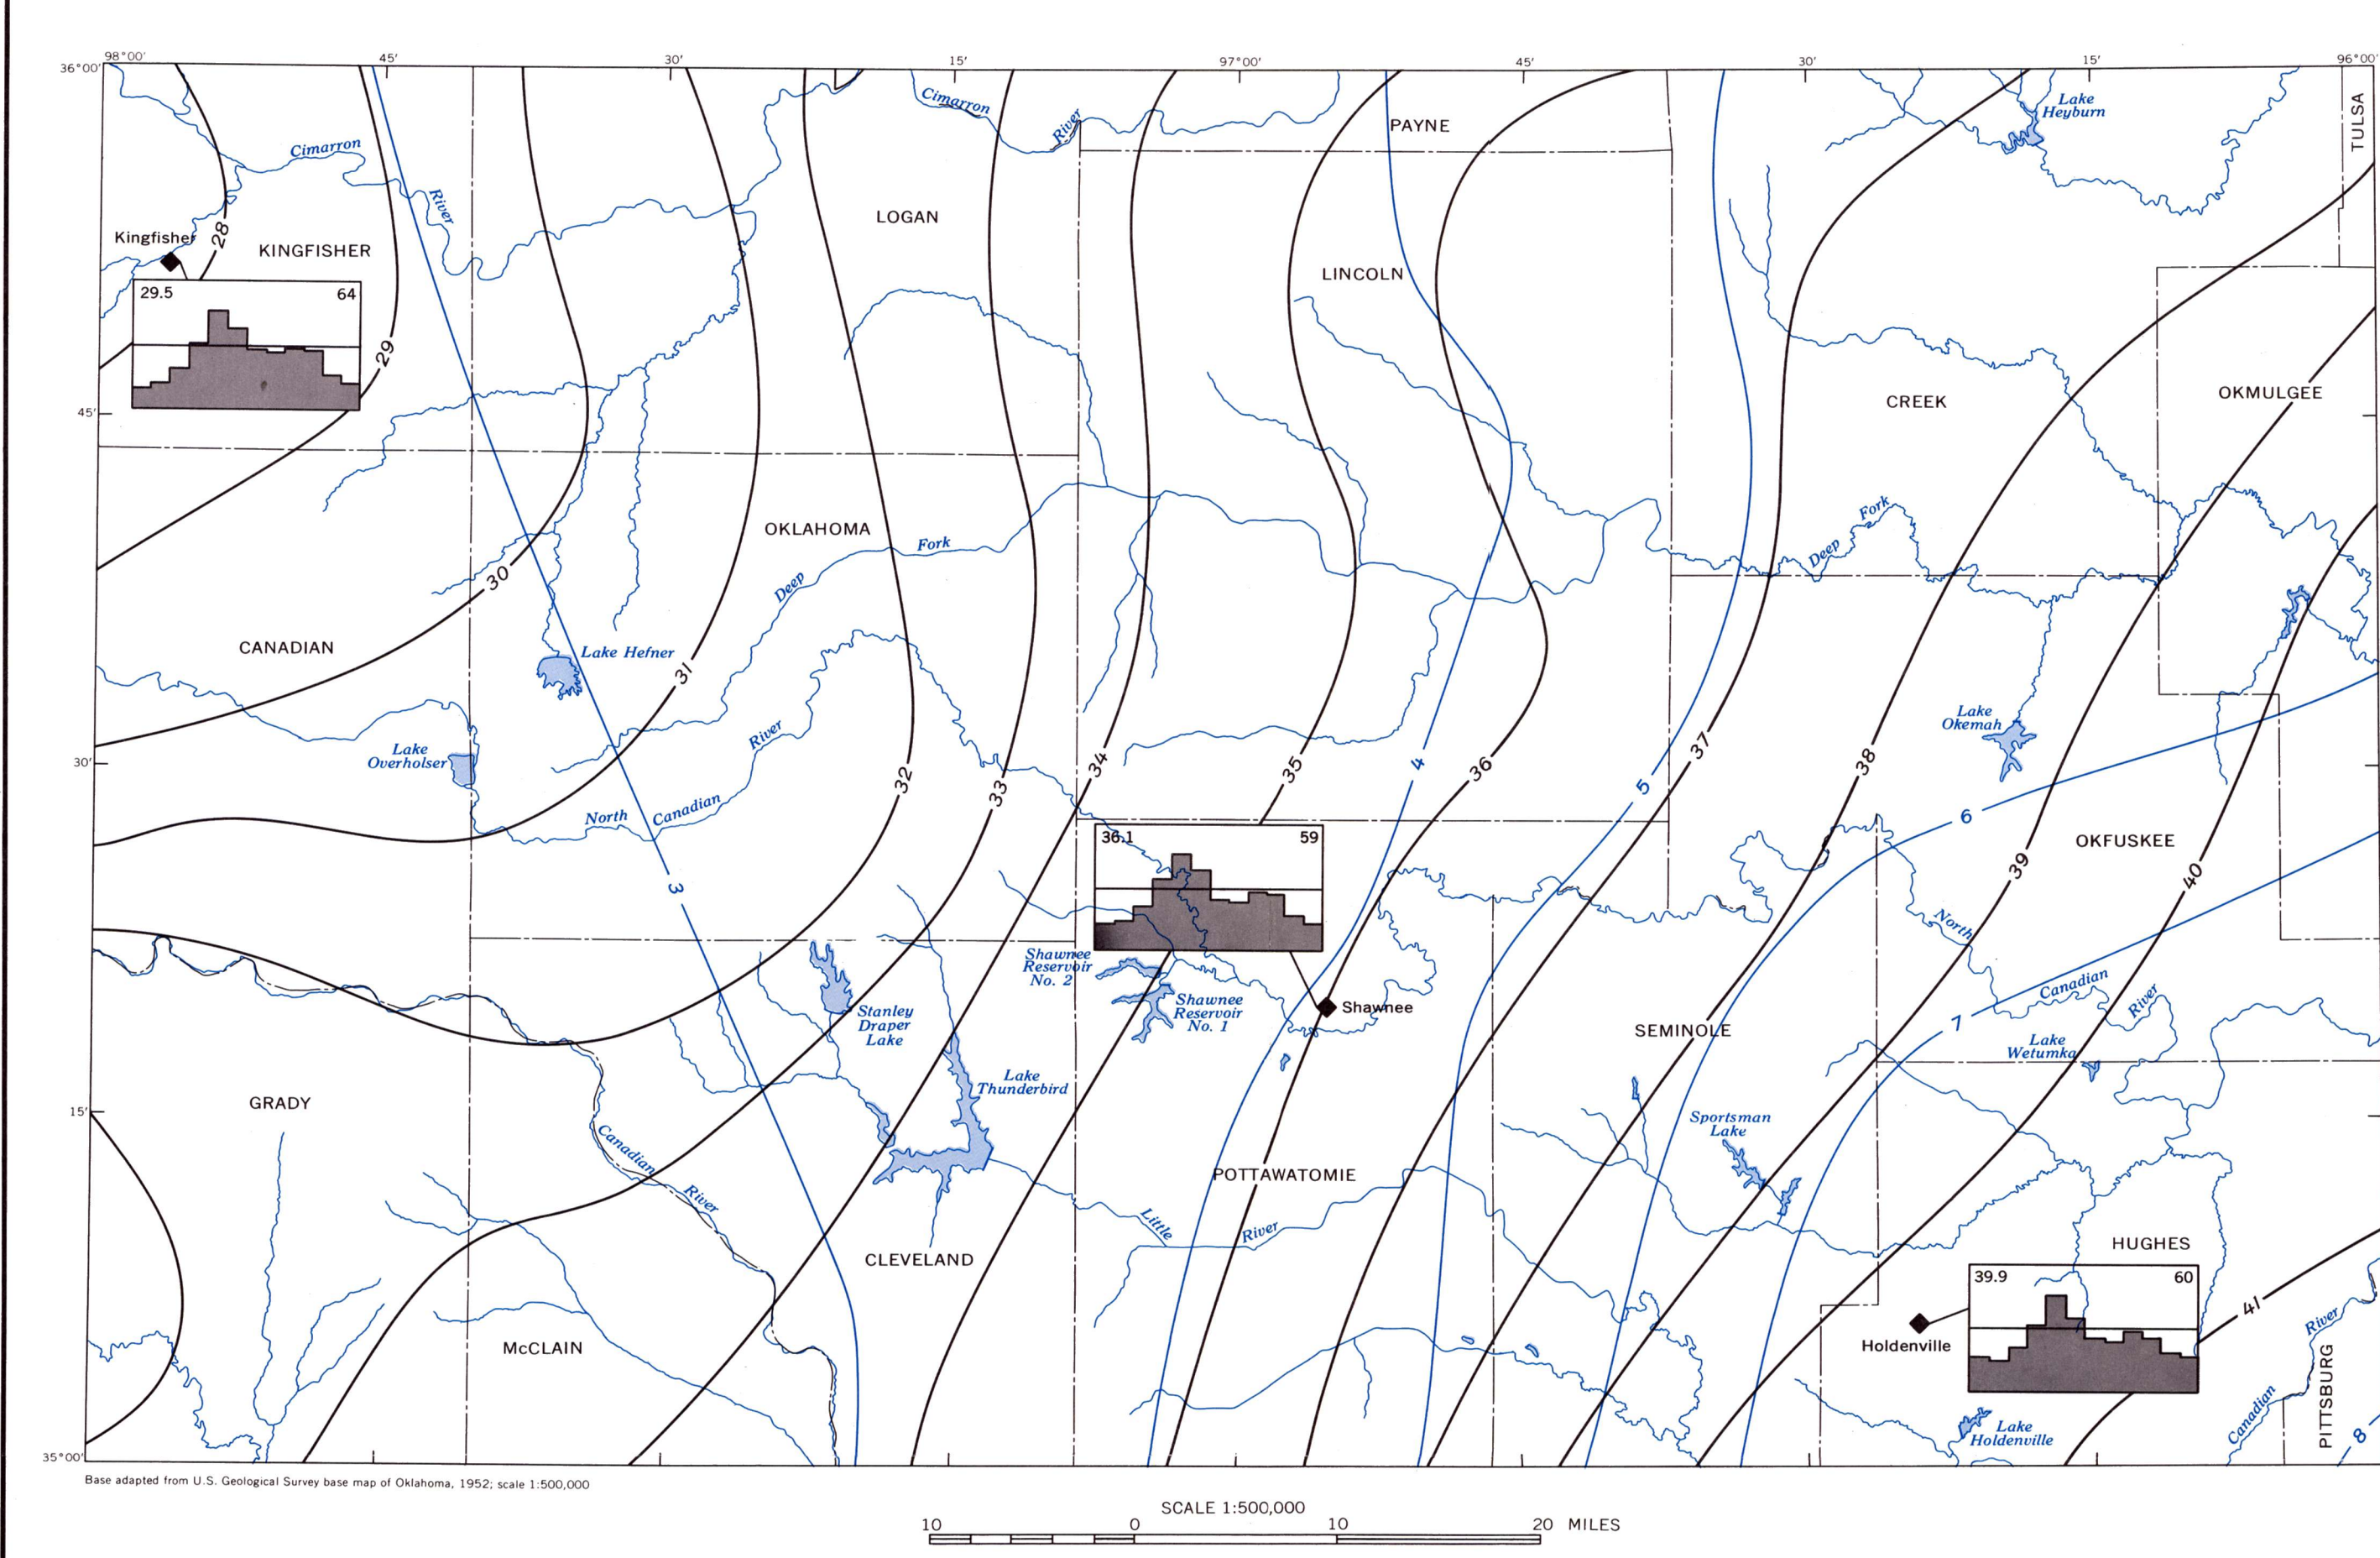 98°00'
45'
30'
15'
97°00'
45'
30'
15'
96°00'
36°00'
Cimarron
River
PAYNE
Lake
Heyburn
TULSA
Cimarron
River
LOGAN
Kingfisher
28
KINGFISHER
LINCOLN
29.5
64
29
CREEK
OKMULGEE
45'
OKLAHOMA
Fork
Deep
Fork
Deep
30
CANADIAN
Lake Hefner
31
Lake
Okemah
Lake
Overholser
River
30'
32
33
34
35
4
36
5
37
38
North
Canadian
6
OKFUSKEE
36.1
59
39
40
3
North
Canadian
River
Shawnee
Reservoir
No. 2
Shawnee
Reservoir
No. 1
Shawnee
Stanley
Draper
Lake
7
SEMINOLE
Lake
Wetumka
Lake
Thunderbird
GRADY
15'
Sportsman
Lake
Canadian
River
POTTAWATOMIE
Little
River
CLEVELAND
HUGHES
39.9
60
41
River
Canadian
Holdenville
McCLAIN
PITTSBURG
Lake
Holdenville
8
35°00'
Base adapted from U.S. Geological Survey base map of Oklahoma, 1952; scale 1:500,000
SCALE 1:500,000
10
0
10
20 MILES